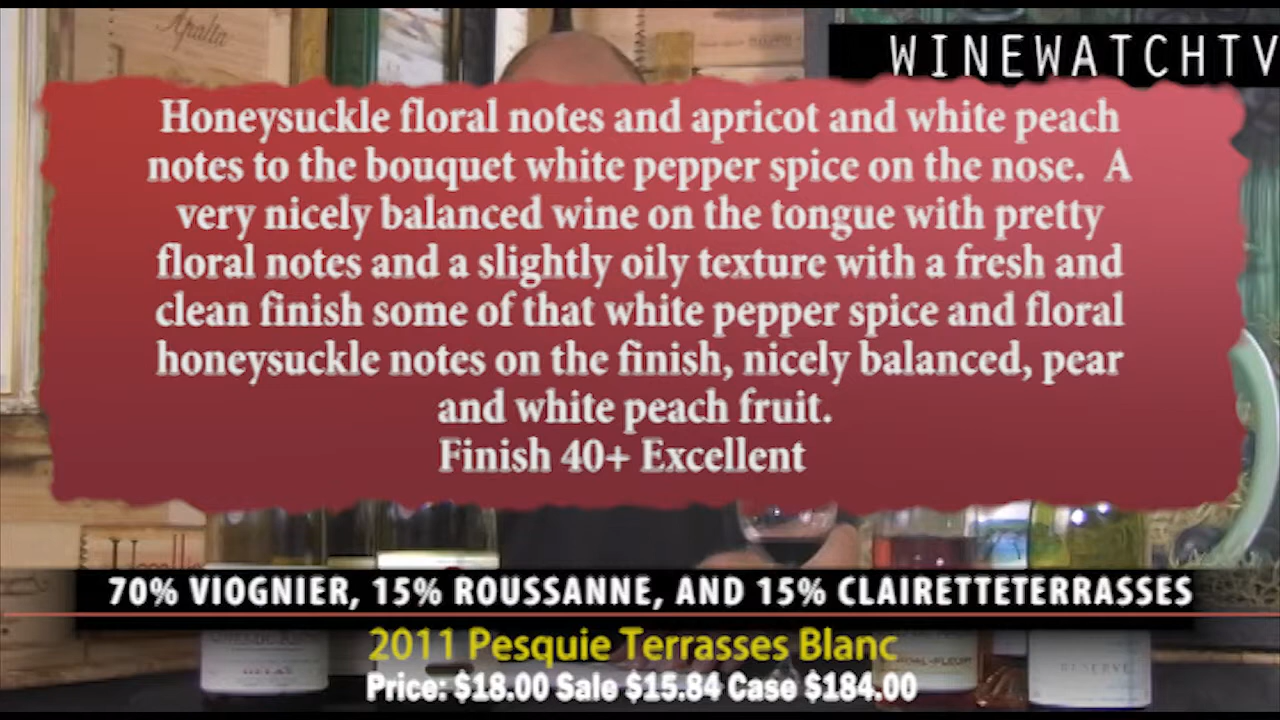 Apalta
WINEWATCHTV
Honeysuckle floral notes and apricot and white peach
notes to the bouquet white pepper spice on the nose.  A
very nicely balanced wine on the tongue with pretty
floral notes and a slightly oily texture with a fresh and
clean finish some of that white pepper spice and floral
honeysuckle notes on the finish, nicely balanced, pear
and white peach fruit.
Finish 40+ Excellent
70% VIOGNIER, 15% ROUSSANNE, AND 15% CLAIRETTETERRASSES
2011 Pesquie Terrasses Blanc
Price: $18.00 Sale $15.84 Case $184.00
RESERVE